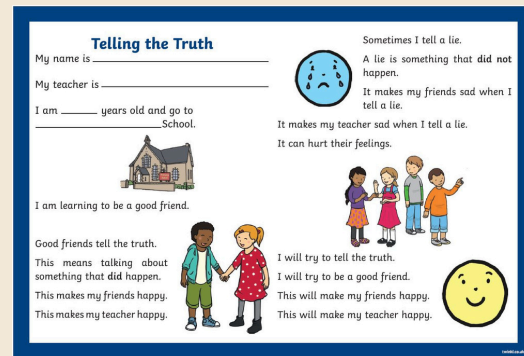 Telling the Truth
My name is
My teacher is
I am ______ years old and go to
____________________School.
I am learning to be a good friend.
Good friends tell the truth.
This means talking about
something that did happen.
This makes my friends happy.
This makes my teacher happy.
Sometimes I tell a lie.
A lie is something that did not
happen.
It makes my friends sad when I
tell a lie.
It makes my teacher sad when I tell a lie.
It can hurt their feelings.
I will try to tell the truth.
I will try to be a good friend.
This will make my friends happy.
This will make my teacher happy.